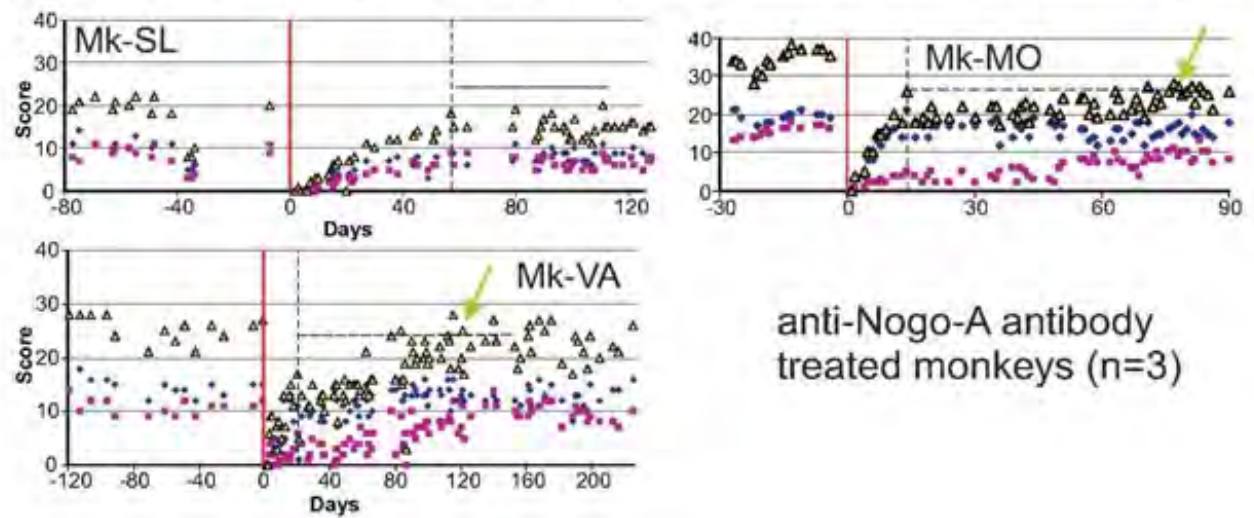 Mk-SL
40
30
20
10
0
Score
-80 -40 0 40 80 120
Days
Mk-MO
40
30
20
10
0
-30 0 30 60 90
Mk-VA
40
30
20
10
0
Score
-120 -80 -40 0 40 80 120 160 200
Days
anti-Nogo-A antibody
treated monkeys (n=3)